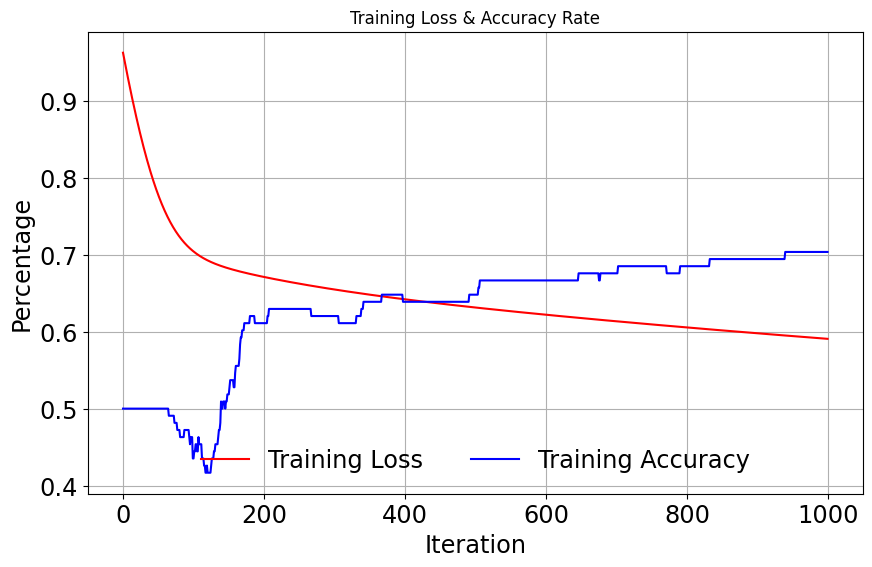 Training Loss & Accuracy Rate
0.9
0.8
0.7
0.6
0.5
0.4
Percentage
Training Loss
Training Accuracy
0
200
400
600
800
1000
Iteration